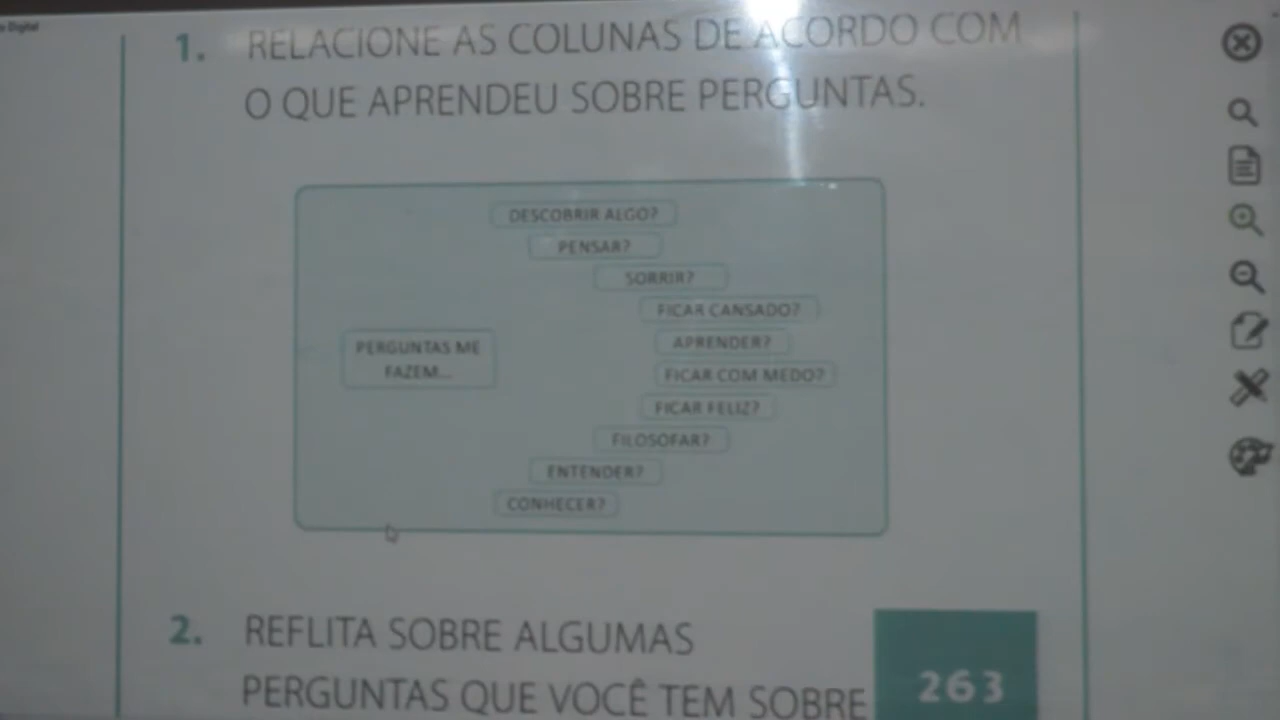 Digital
1. RELACIONE AS COLUNAS DE ACORDO COM
O QUE APRENDEU SOBRE PERGUNTAS.
DESCOBRIR ALGO?
PENSAR?
SORRIR?
FICAR CANSADO?
APRENDER?
PERGUNTAS ME
FAZEM...
FICAR COM MEDO?
FICAR FELIZ?
FILOSOFAR?
ENTENDER?
CONHECER?
2. REFLITA SOBRE ALGUMAS
PERGUNTAS QUE VOCÊ TEM SOBRE
263